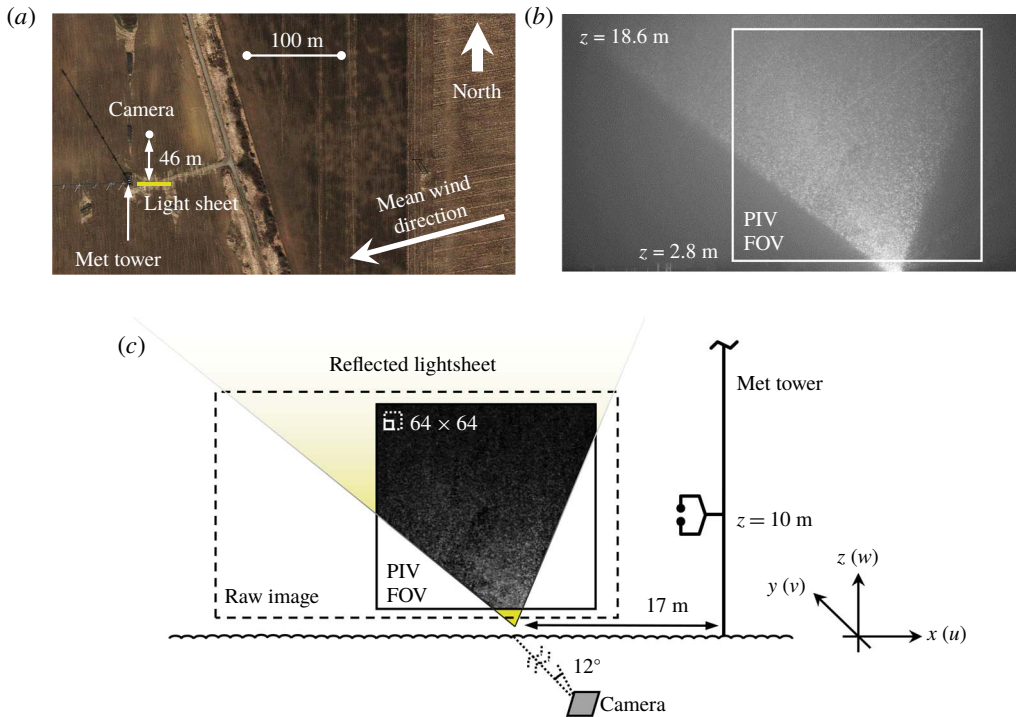 (a)
100 m
North
Camera
46 m
Light sheet
Mean wind
direction
Met tower
(b)
z = 18.6 m
PIV
FOV
z = 2.8 m
(c)
Reflected lightsheet
Met tower
64 × 64
z = 10 m
PIV
FOV
Raw image
17 m
z (w)
y (v)
x (u)
12°
Camera